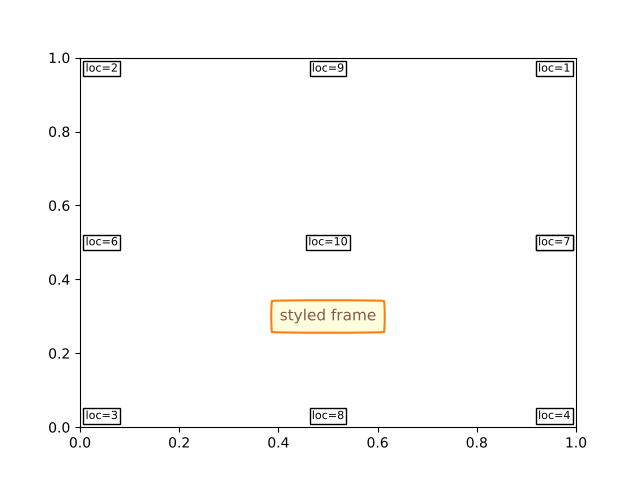 1.0
loc=2 loc=9 loc=1
0.8
0.6
loc=6 loc=10 loc=7
0.4
styled frame
0.2
loc=3 loc=8 loc=4
0.0
0.0 0.2 0.4 0.6 0.8 1.0